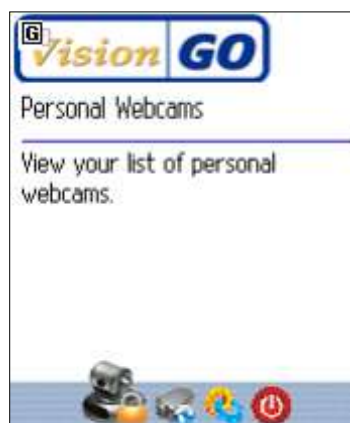 G
Vision GO
Personal Webcams
View your list of personal
webcams.